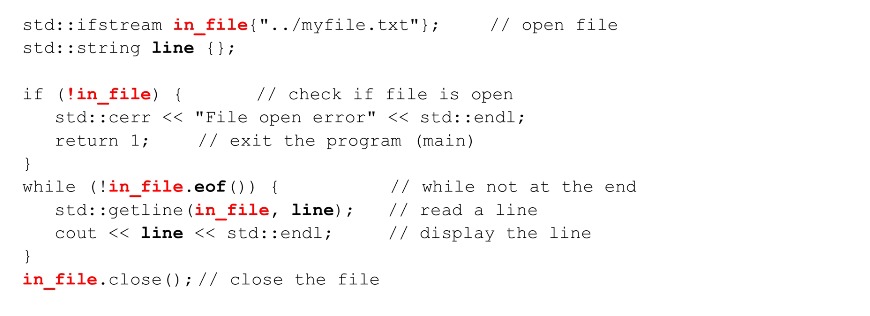 std::ifstream in_file{"../myfile.txt"};     // open file
std::string line {};

if (!in_file) {       // check if file is open
   std::cerr << "File open error" << std::endl;
   return 1;     // exit the program (main)
}
while (!in_file.eof()) {           // while not at the end
   std::getline(in_file, line);   // read a line
   cout << line << std::endl;     // display the line
}
in_file.close();// close the file